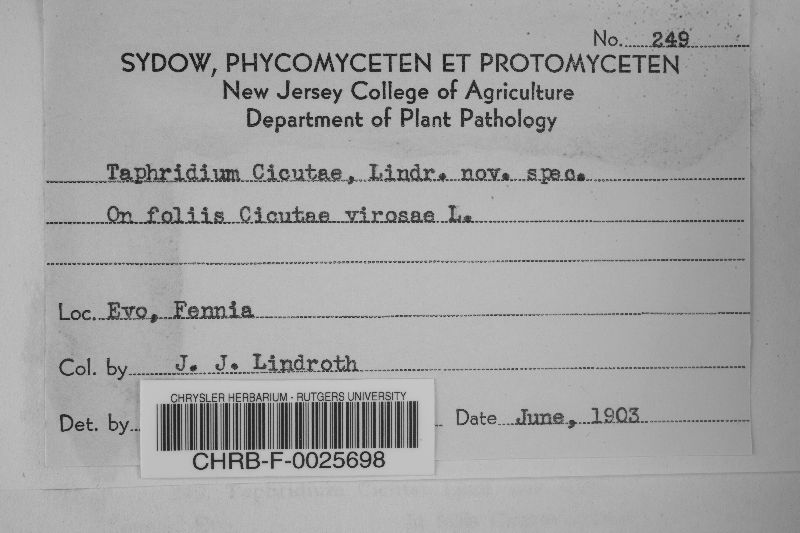 No. 249
SYDOW, PHYCOMYCETEN ET PROTOMYCETEN
New Jersey College of Agriculture
Department of Plant Pathology
Taphridium Cicutae, Lindr. nov. spec.
On foliis Cicutae virosae L.
Loc. Evo, Fennia
Col. by J. J. Lindroth
Det. by
Date June, 1903
CHRYSLER HERBARIUM - RUTGERS UNIVERSITY
CHRB-F-0025698